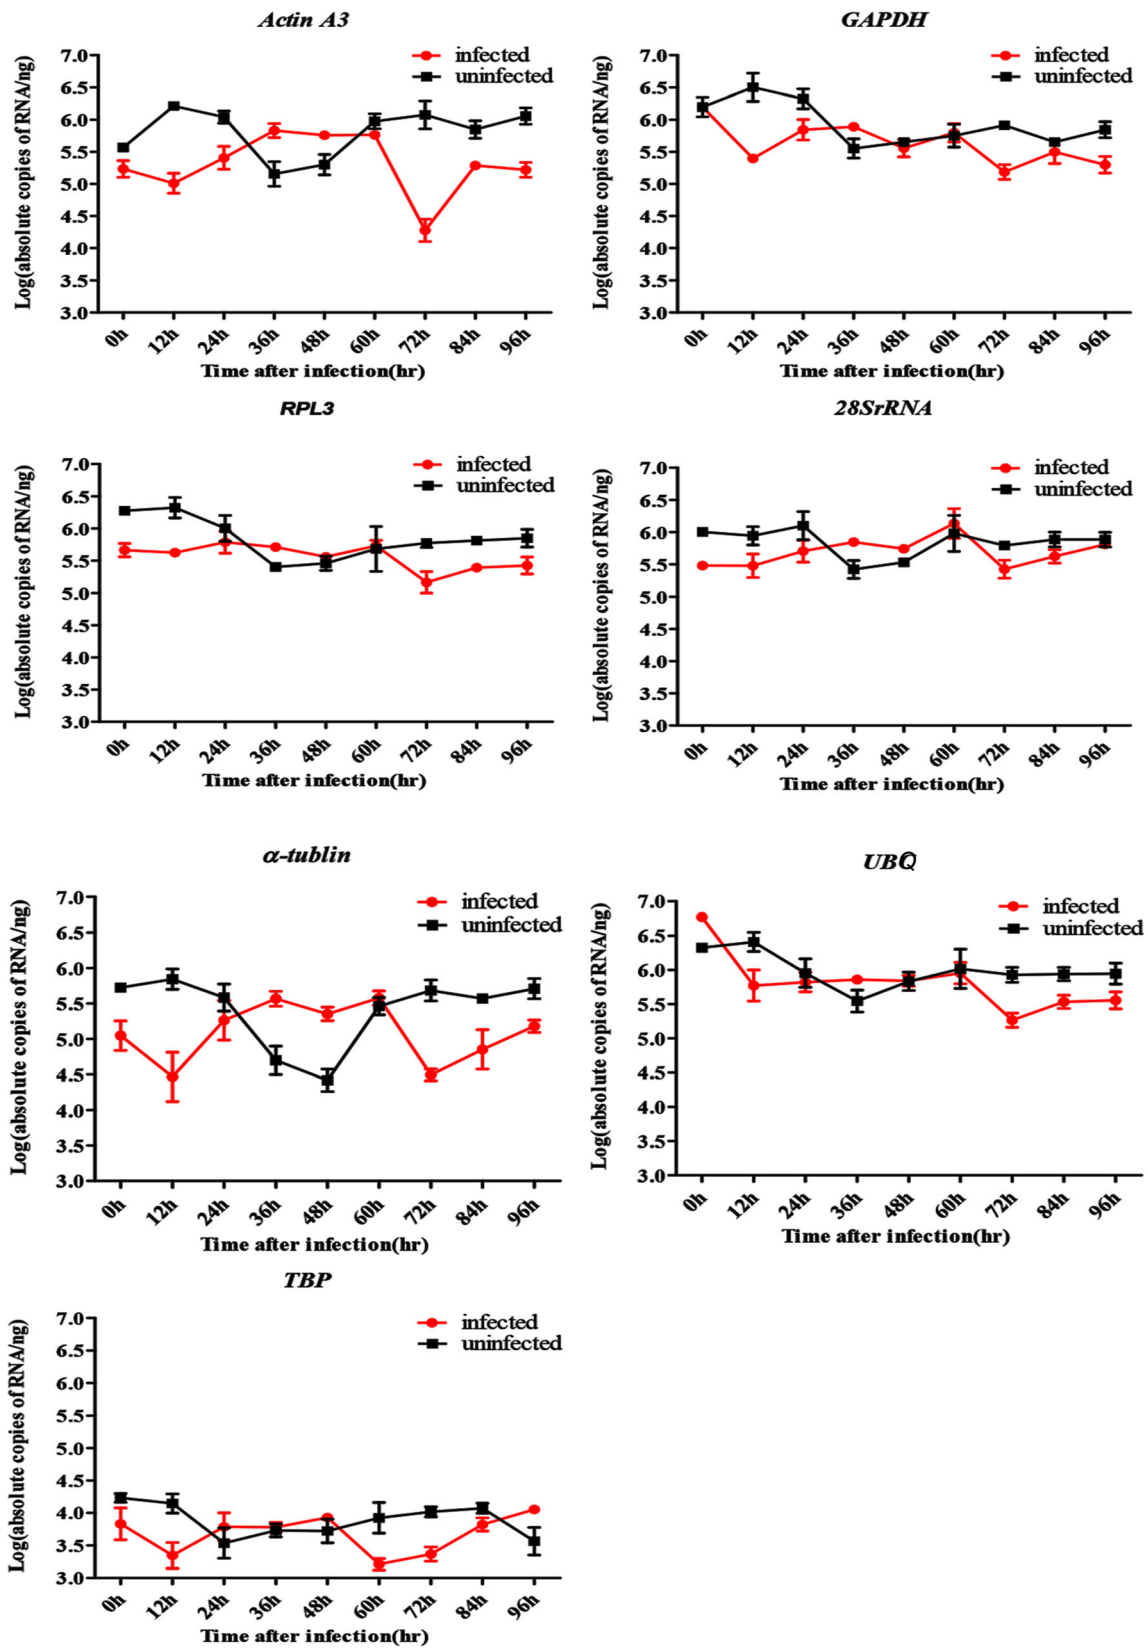 Actin A3
infected
uninfected
Log(absolute copies of RNA/ng)
7.0
6.5
6.0
5.5
5.0
4.5
4.0
3.5
3.0
0h 12h 24h 36h 48h 60h 72h 84h 96h
Time after infection(hr)
GAPDH
infected
uninfected
Log(absolute copies of RNA/ng)
7.0
6.5
6.0
5.5
5.0
4.5
4.0
3.5
3.0
0h 12h 24h 36h 48h 60h 72h 84h 96h
Time after infection(hr)
RPL3
infected
uninfected
Log(absolute copies of RNA/ng)
7.0
6.5
6.0
5.5
5.0
4.5
4.0
3.5
3.0
0h 12h 24h 36h 48h 60h 72h 84h 96h
Time after infection(hr)
28SrRNA
infected
uninfected
Log(absolute copies of RNA/ng)
7.0
6.5
6.0
5.5
5.0
4.5
4.0
3.5
3.0
0h 12h 24h 36h 48h 60h 72h 84h 96h
Time after infection(hr)
α-tublin
infected
uninfected
Log(absolute copies of RNA/ng)
7.0
6.5
6.0
5.5
5.0
4.5
4.0
3.5
3.0
0h 12h 24h 36h 48h 60h 72h 84h 96h
Time after infection(hr)
UBQ
infected
uninfected
Log(absolute copies of RNA/ng)
7.0
6.5
6.0
5.5
5.0
4.5
4.0
3.5
3.0
0h 12h 24h 36h 48h 60h 72h 84h 96h
Time after infection(hr)
TBP
infected
uninfected
Log(absolute copies of RNA/ng)
7.0
6.5
6.0
5.5
5.0
4.5
4.0
3.5
3.0
0h 12h 24h 36h 48h 60h 72h 84h 96h
Time after infection(hr)